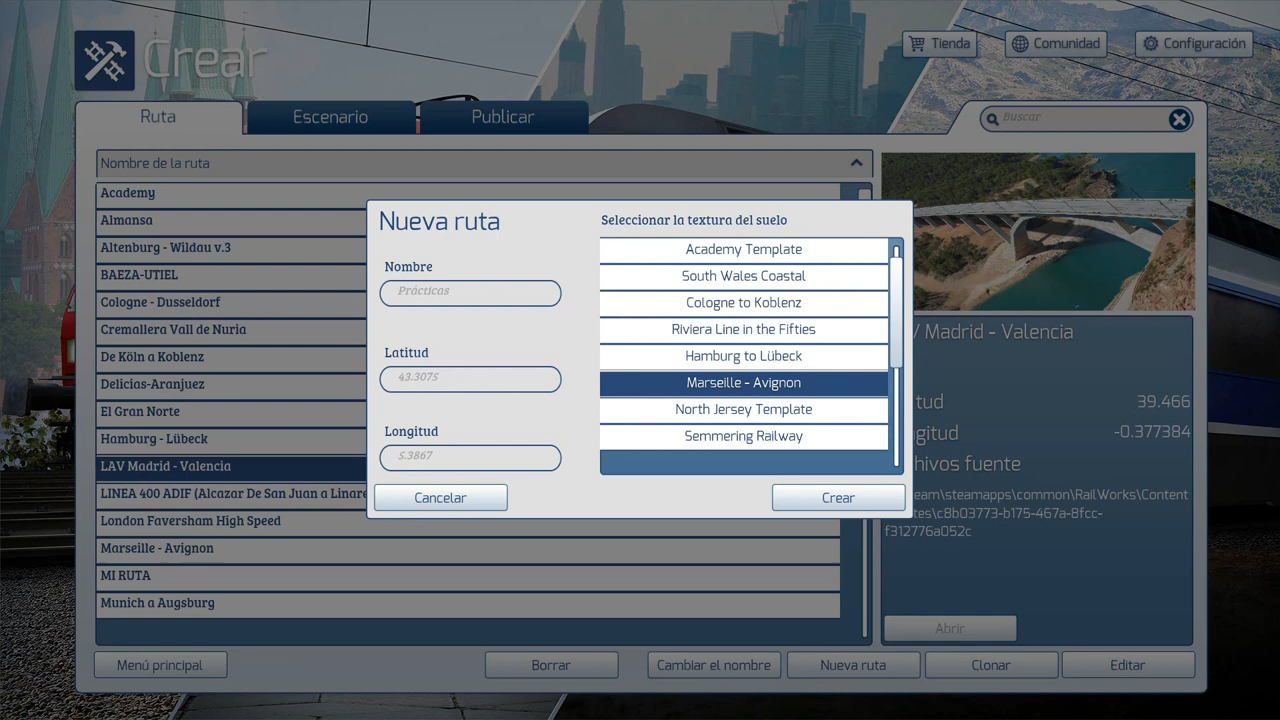 Crear
Tienda
Comunidad
Configuración
Ruta
Escenario
Publicar
Buscar
Nombre de la ruta
Academy
Almansa
Altenburg - Wildau v.3
BAEZA-UTIEL
Cologne - Dusseldorf
Cremallera Vall de Nuria
De Köln a Koblenz
Delicias-Aranjuez
El Gran Norte
Hamburg - Lübeck
LAV Madrid - Valencia
LINEA 400 ADIF (Alcazar De San Juan a Linare
London Faversham High Speed
Marseille - Avignon
MI RUTA
Munich a Augsburg
Nueva ruta
Nombre
Prácticas
Latitud
43.3075
Longitud
5.3867
Seleccionar la textura del suelo
Academy Template
South Wales Coastal
Cologne to Koblenz
Riviera Line in the Fifties
Hamburg to Lübeck
Marseille - Avignon
North Jersey Template
Semmering Railway
Cancelar
Crear
/ Madrid - Valencia
tud 39.466
gitud -0.377384
hivos fuente
eam\steamapps\common\RailWorks\Content
tes\c8b03773-b175-467a-8fcc-
f312776a052c
Abrir
Menú principal
Borrar
Cambiar el nombre
Nueva ruta
Clonar
Editar